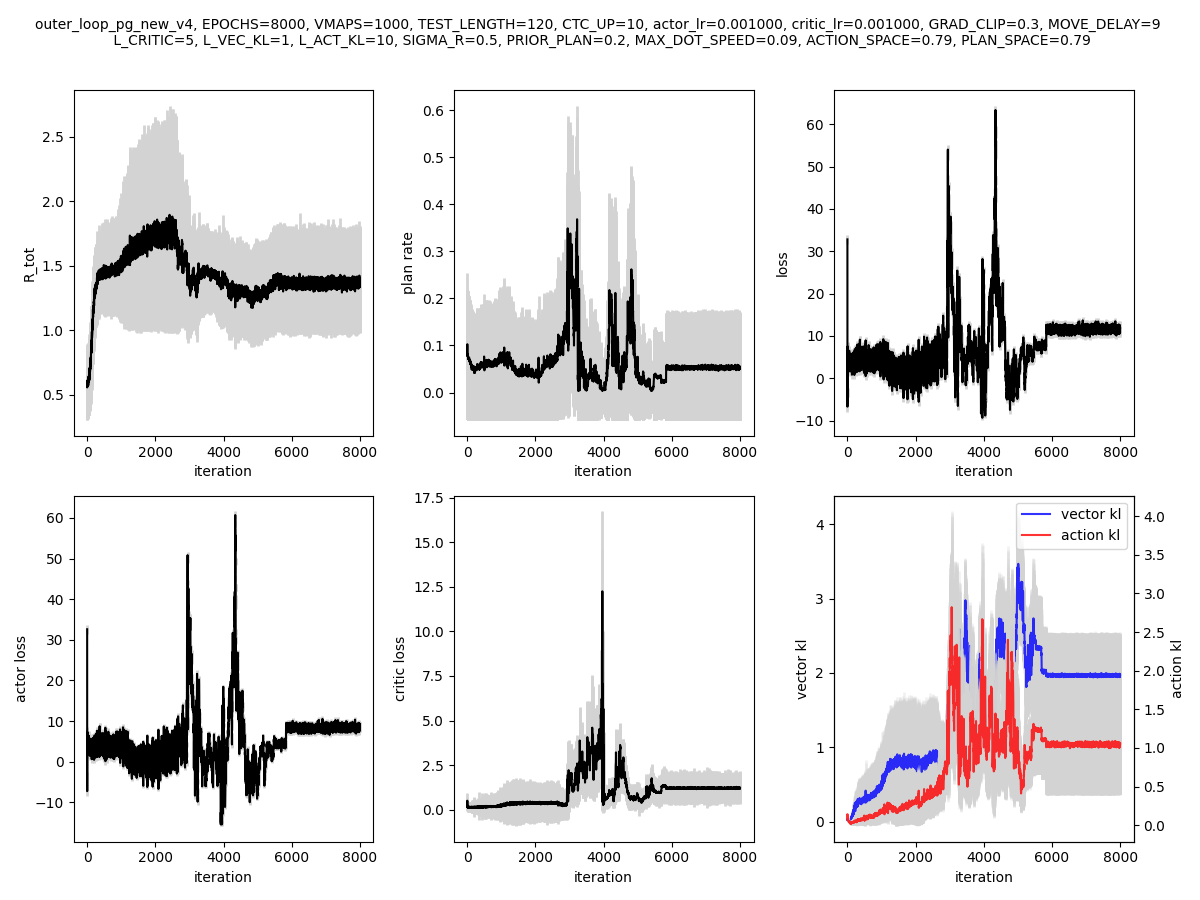 outer_loop_pg_new_v4, EPOCHS=8000, VMAPS=1000, TEST_LENGTH=120, CTC_UP=10, actor_lr=0.001000, critic_lr=0.001000, GRAD_CLIP=0.3, MOVE_DELAY=9
L_CRITIC=5, L_VEC_KL=1, L_ACT_KL=10, SIGMA_R=0.5, PRIOR_PLAN=0.2, MAX_DOT_SPEED=0.09, ACTION_SPACE=0.79, PLAN_SPACE=0.79
R_tot
2.5
2.0
1.5
1.0
0.5
0 2000 4000 6000 8000
iteration
plan rate
0.6
0.5
0.4
0.3
0.2
0.1
0.0
0 2000 4000 6000 8000
iteration
loss
60
50
40
30
20
10
0
−10
0 2000 4000 6000 8000
iteration
actor loss
60
50
40
30
20
10
0
−10
0 2000 4000 6000 8000
iteration
critic loss
17.5
15.0
12.5
10.0
7.5
5.0
2.5
0.0
0 2000 4000 6000 8000
iteration
vector kl
4
3
2
1
0
vector kl
action kl
4.0
3.5
3.0
2.5
2.0
1.5
1.0
0.5
0.0
action kl
0 2000 4000 6000 8000
iteration